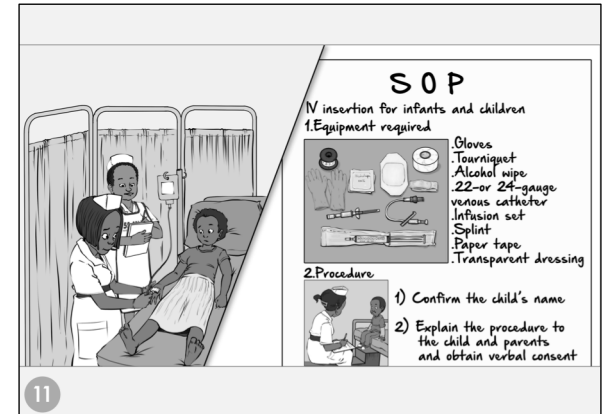 S O P
IV insertion for infants and children
1.Equipment required
.Gloves
.Tourniquet
.Alcohol wipe
.22-or 24-gauge
venous catheter
.Infusion set
.Splint
.Paper tape
.Transparent dressing
2.Procedure
1) Confirm the child's name
2) Explain the procedure to
the child and parents
and obtain verbal consent
11